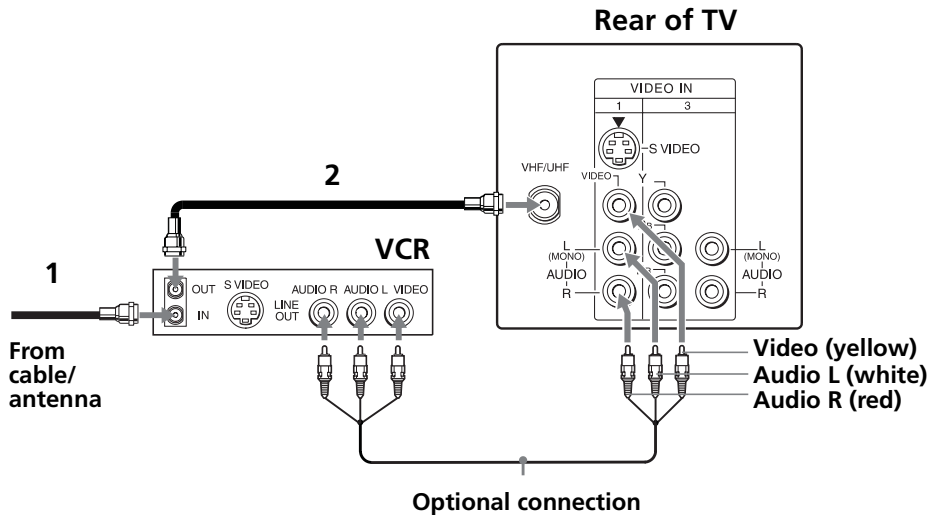 Rear of TV
VIDEO IN
1 3
S VIDEO
VHF/UHF
VIDEO Y
2
L
(MONO)
AUDIO
R
L
(MONO)
AUDIO
R
VCR
1
OUT
IN
S VIDEO
LINE
OUT
AUDIO R AUDIO L VIDEO
From
cable/
antenna
Video (yellow)
Audio L (white)
Audio R (red)
Optional connection